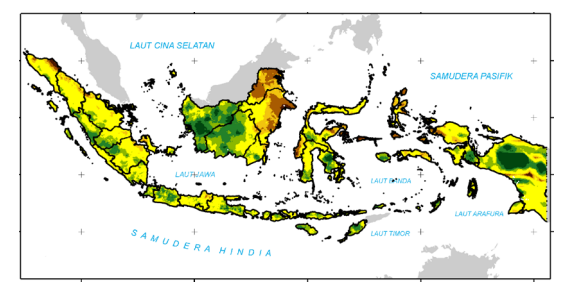 LAUT CINA SELATAN
SAMUDERA PASIFIK
LAUT JAWA
LAUT BANDA
LAUT ARAFURA
LAUT TIMOR
SAMUDERA HINDIA